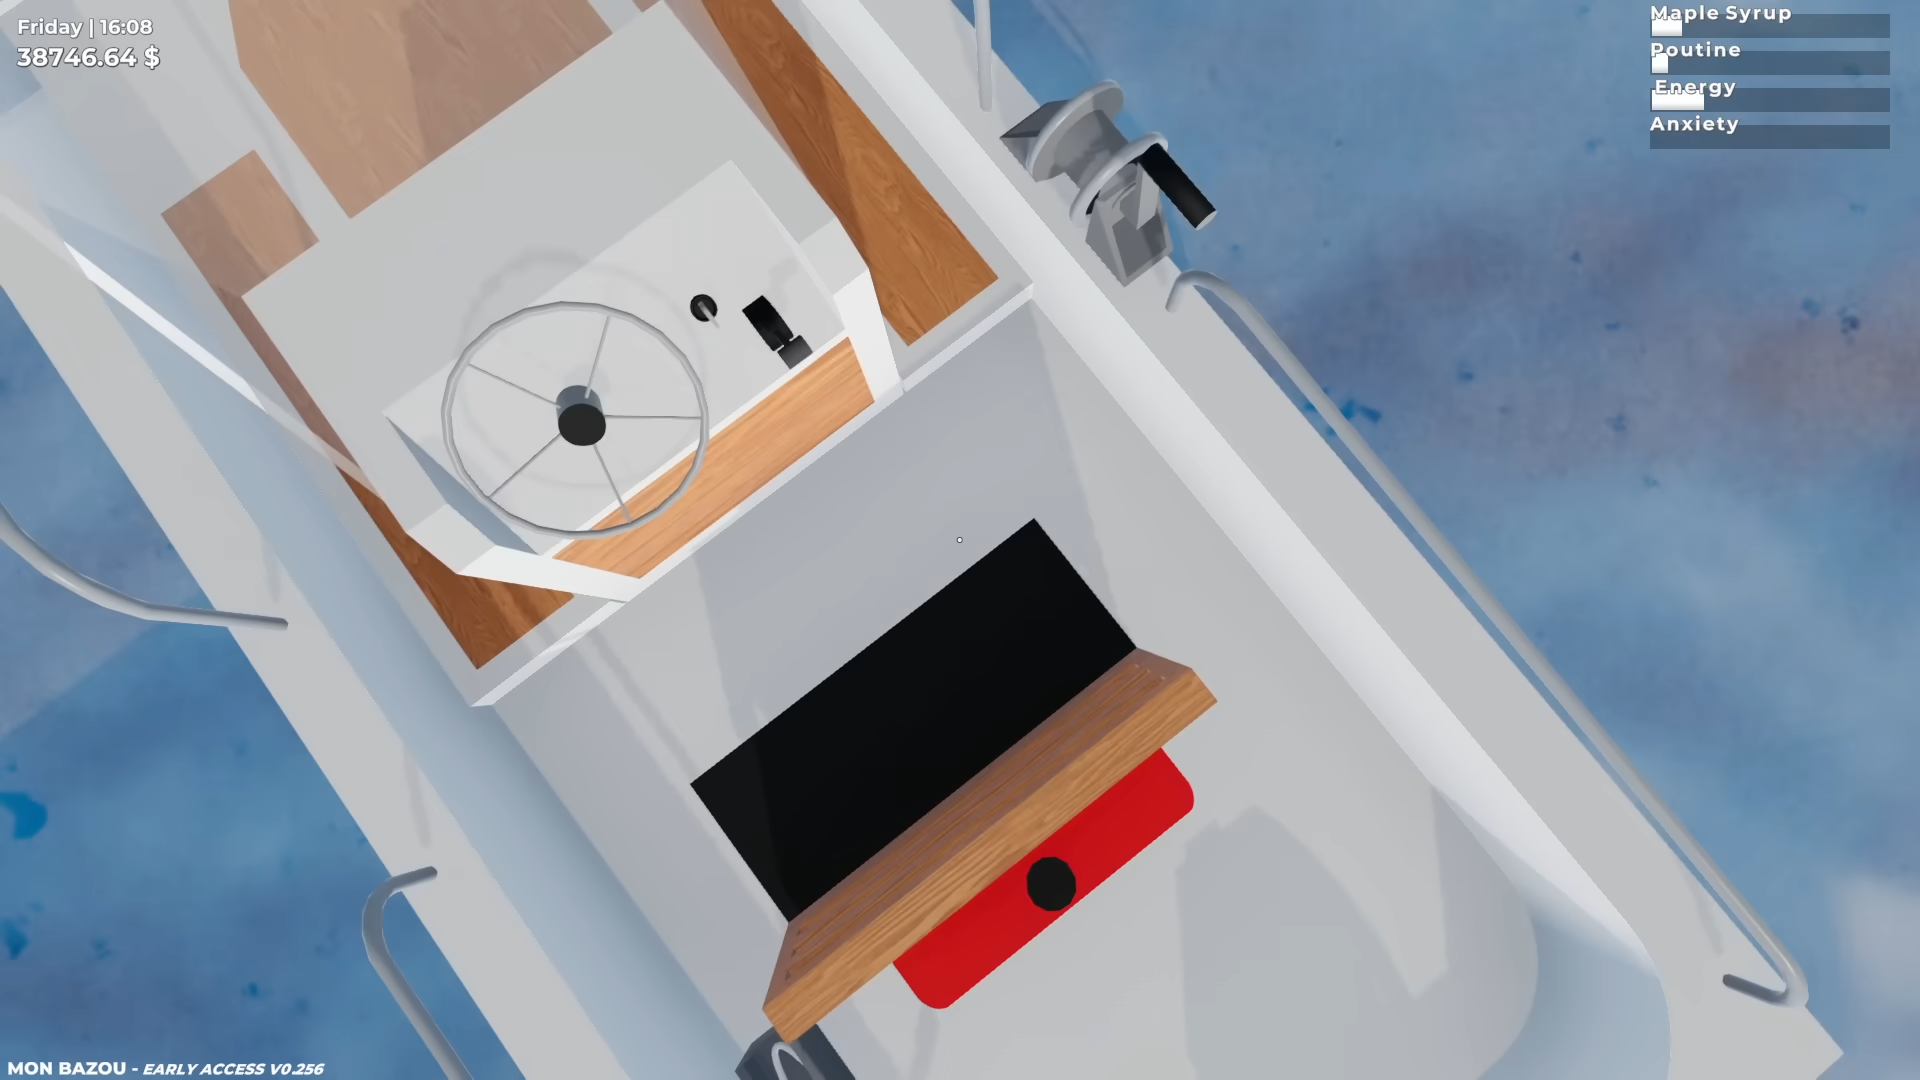 Friday | 16:08
38746.64 $
Maple Syrup
Poutine
Energy
Anxiety
MON BAZOU - EARLY ACCESS V0.256